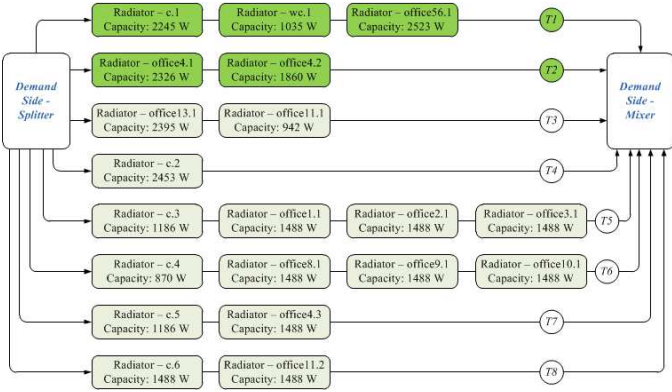 Radiator – c.1
Capacity: 2245 W
Radiator – wc.1
Capacity: 1035 W
Radiator – office56.1
Capacity: 2523 W
T1
Demand
Side -
Splitter
Radiator – office4.1
Capacity: 2326 W
Radiator – office4.2
Capacity: 1860 W
T2
Demand
Side -
Mixer
Radiator – office13.1
Capacity: 2395 W
Radiator – office11.1
Capacity: 942 W
T3
Radiator – c.2
Capacity: 2453 W
T4
Radiator – c.3
Capacity: 1186 W
Radiator – office1.1
Capacity: 1488 W
Radiator – office2.1
Capacity: 1488 W
Radiator – office3.1
Capacity: 1488 W
T5
Radiator – c.4
Capacity: 870 W
Radiator – office8.1
Capacity: 1488 W
Radiator – office9.1
Capacity: 1488 W
Radiator – office10.1
Capacity: 1488 W
T6
Radiator – c.5
Capacity: 1186 W
Radiator – office4.3
Capacity: 1488 W
T7
Radiator – c.6
Capacity: 1488 W
Radiator – office11.2
Capacity: 1488 W
T8